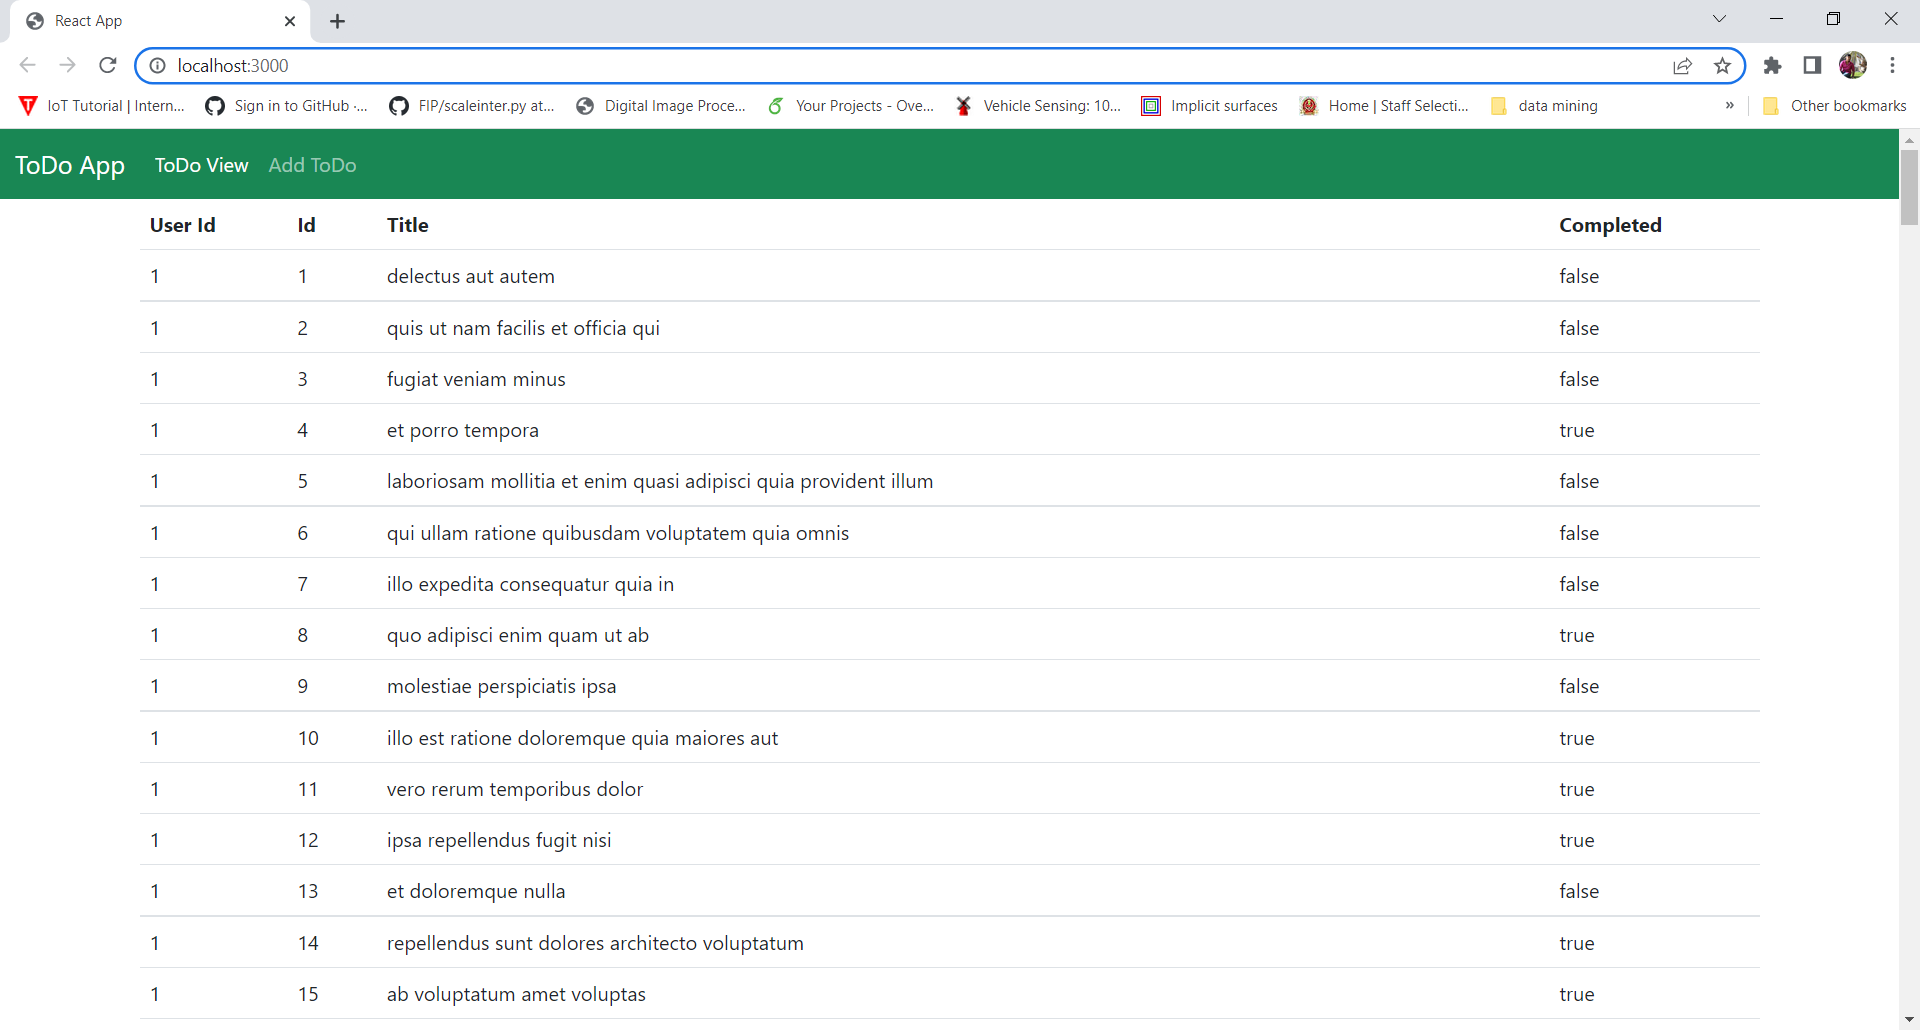 React App
localhost:3000
IoT Tutorial | Intern... Sign in to GitHub ·... FIP/scaleinter.py at... Digital Image Proce... Your Projects - Ove... Vehicle Sensing: 10... Implicit surfaces Home | Staff Selecti... data mining » Other bookmarks
ToDo App ToDo View Add ToDo
User Id Id Title Completed
1 1 delectus aut autem false
1 2 quis ut nam facilis et officia qui false
1 3 fugiat veniam minus false
1 4 et porro tempora true
1 5 laboriosam mollitia et enim quasi adipisci quia provident illum false
1 6 qui ullam ratione quibusdam voluptatem quia omnis false
1 7 illo expedita consequatur quia in false
1 8 quo adipisci enim quam ut ab true
1 9 molestiae perspiciatis ipsa false
1 10 illo est ratione doloremque quia maiores aut true
1 11 vero rerum temporibus dolor true
1 12 ipsa repellendus fugit nisi true
1 13 et doloremque nulla false
1 14 repellendus sunt dolores architecto voluptatum true
1 15 ab voluptatum amet voluptas true